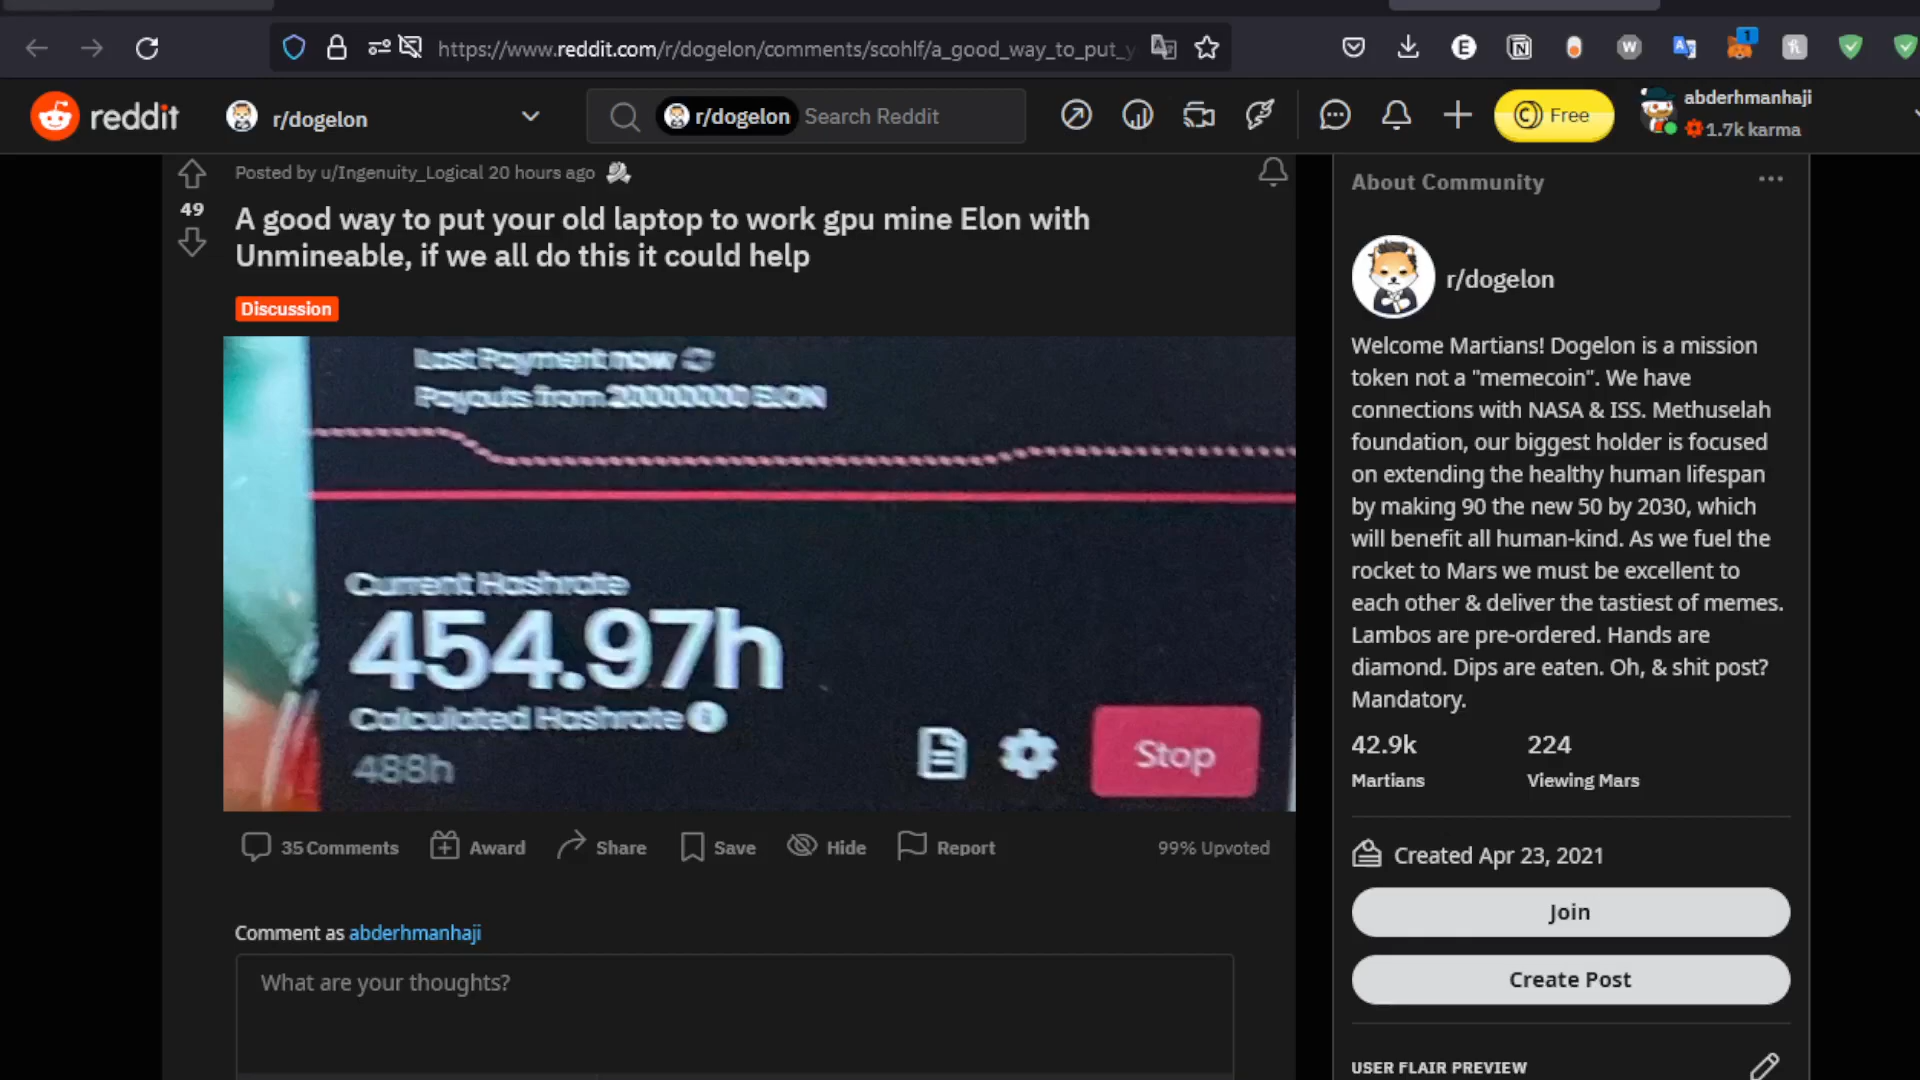 https://www.reddit.com/r/dogelon/comments/scohlf/a_good_way_to_put_y
reddit
r/dogelon
r/dogelon Search Reddit
Free
abderhmanhaji
1.7k karma
Posted by u/Ingenuity_Logical 20 hours ago
49
A good way to put your old laptop to work gpu mine Elon with
Unmineable, if we all do this it could help
Discussion
Last Payment now
Payouts from 20000000 ELON
Current Hashrate
454.97h
Calculated Hashrate
488h
Stop
35 Comments
Award
Share
Save
Hide
Report
99% Upvoted
Comment as abderhmanhaji
What are your thoughts?
About Community
r/dogelon
Welcome Martians! Dogelon is a mission
token not a "memecoin". We have
connections with NASA & ISS. Methuselah
foundation, our biggest holder is focused
on extending the healthy human lifespan
by making 90 the new 50 by 2030, which
will benefit all human-kind. As we fuel the
rocket to Mars we must be excellent to
each other & deliver the tastiest of memes.
Lambos are pre-ordered. Hands are
diamond. Dips are eaten. Oh, & shit post?
Mandatory.
42.9k
Martians
224
Viewing Mars
Created Apr 23, 2021
Join
Create Post
USER FLAIR PREVIEW